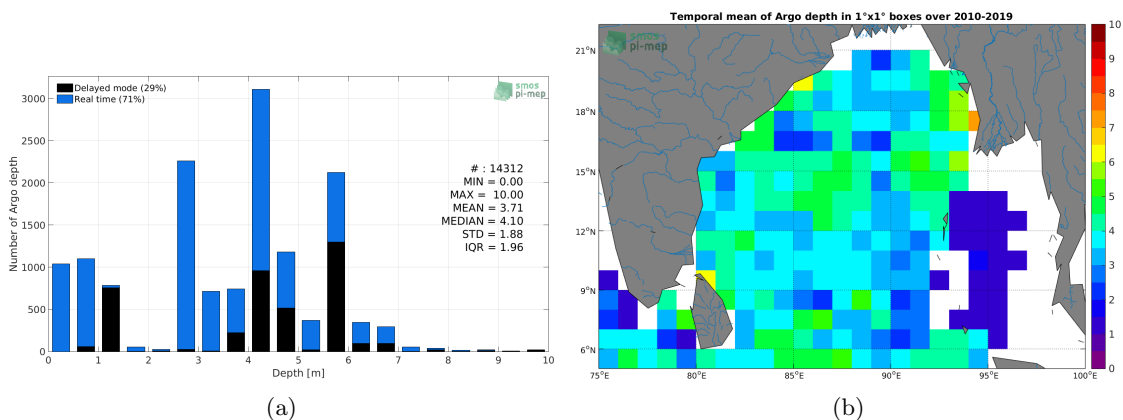 smos
pi-mep
Delayed mode (29%)
Real time (71%)
# : 14312
MIN = 0.00
MAX = 10.00
MEAN = 3.71
MEDIAN = 4.10
STD = 1.88
IQR = 1.96
Number of Argo depth
3000
2500
2000
1500
1000
500
0
0 1 2 3 4 5 6 7 8 9 10
Depth [m]
(a)
Temporal mean of Argo depth in 1°x1° boxes over 2010-2019
smos
pi-mep
21°N
18°N
15°N
12°N
9°N
6°N
75°E 80°E 85°E 90°E 95°E 100°E
10
9
8
7
6
5
4
3
2
1
0
(b)